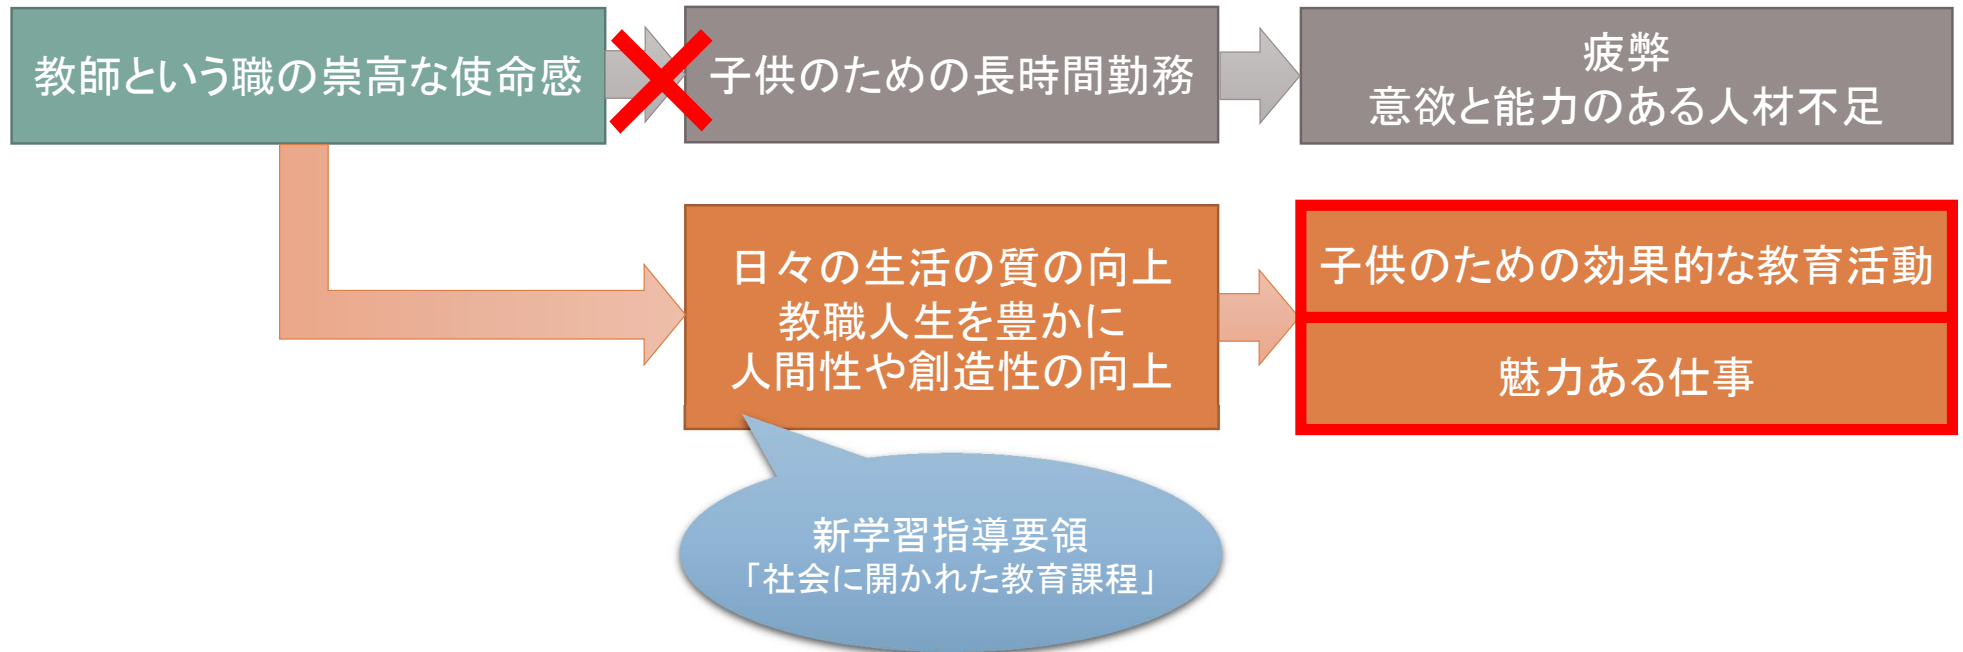 教師という職の崇高な使命感
子供のための長時間勤務
疲弊
意欲と能力のある人材不足
日々の生活の質の向上
教職人生を豊かに
人間性や創造性の向上
子供のための効果的な教育活動
魅力ある仕事
新学習指導要領
「社会に開かれた教育課程」